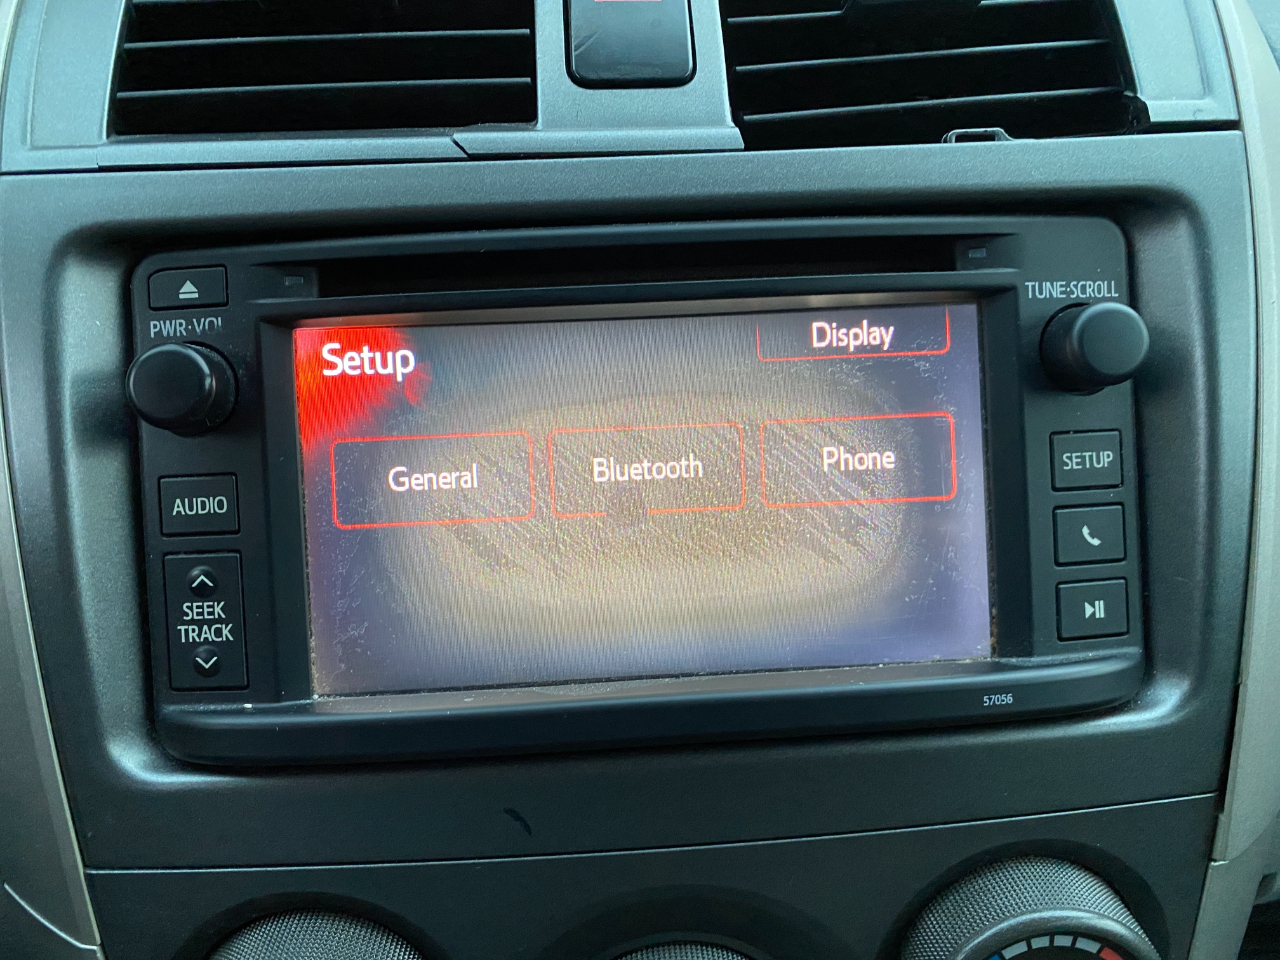 PWR·VOL
TUNE·SCROLL
Setup
Display
General
Bluetooth
Phone
AUDIO
SEEK
TRACK
SETUP
57056